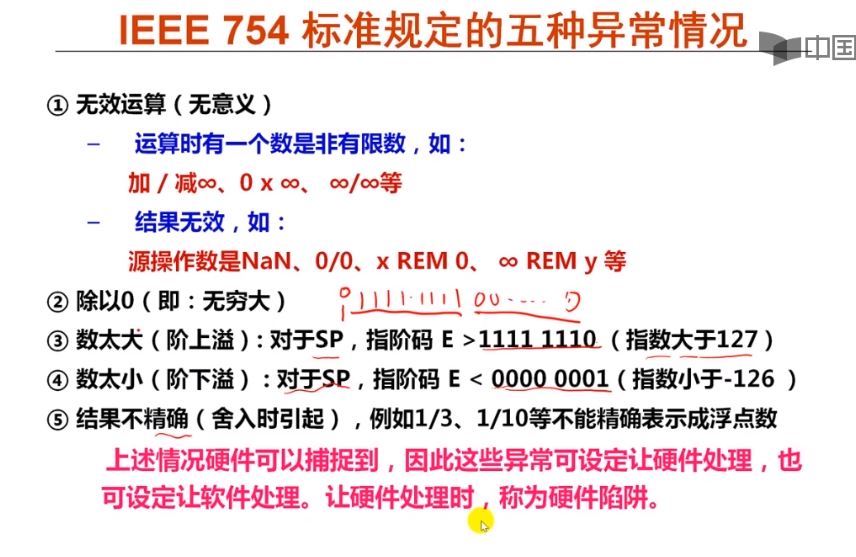 IEEE 754 标准规定的五种异常情况
中国
① 无效运算（无意义）
– 运算时有一个数是非有限数，如：
加 / 减∞、0 x ∞、 ∞/∞等
– 结果无效，如：
源操作数是NaN、0/0、x REM 0、 ∞ REM y 等
② 除以0（即：无穷大） 0 1111 1111 00.....0
③ 数太大（阶上溢）: 对于SP，指阶码 E >1111 1110 （指数大于127）
④ 数太小（阶下溢）: 对于SP，指阶码 E < 0000 0001（指数小于-126 ）
⑤ 结果不精确（舍入时引起），例如1/3、1/10等不能精确表示成浮点数
上述情况硬件可以捕捉到，因此这些异常可设定让硬件处理，也
可设定让软件处理。让硬件处理时，称为硬件陷阱。